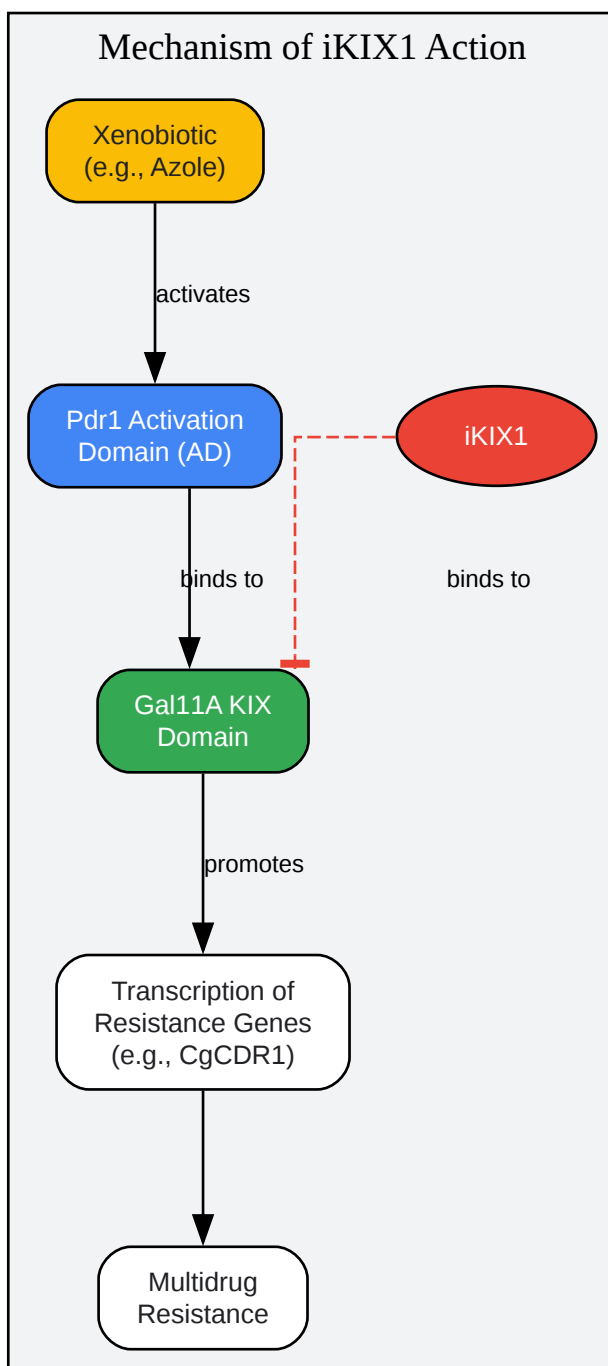 Mechanism of iKIX1 Action
Xenobiotic
(e.g., Azole)
activates
Pdr1 Activation
Domain (AD)
iKIX1
binds to
binds to
Gal11A KIX
Domain
promotes
Transcription of
Resistance Genes
(e.g., CgCDR1)
Multidrug
Resistance